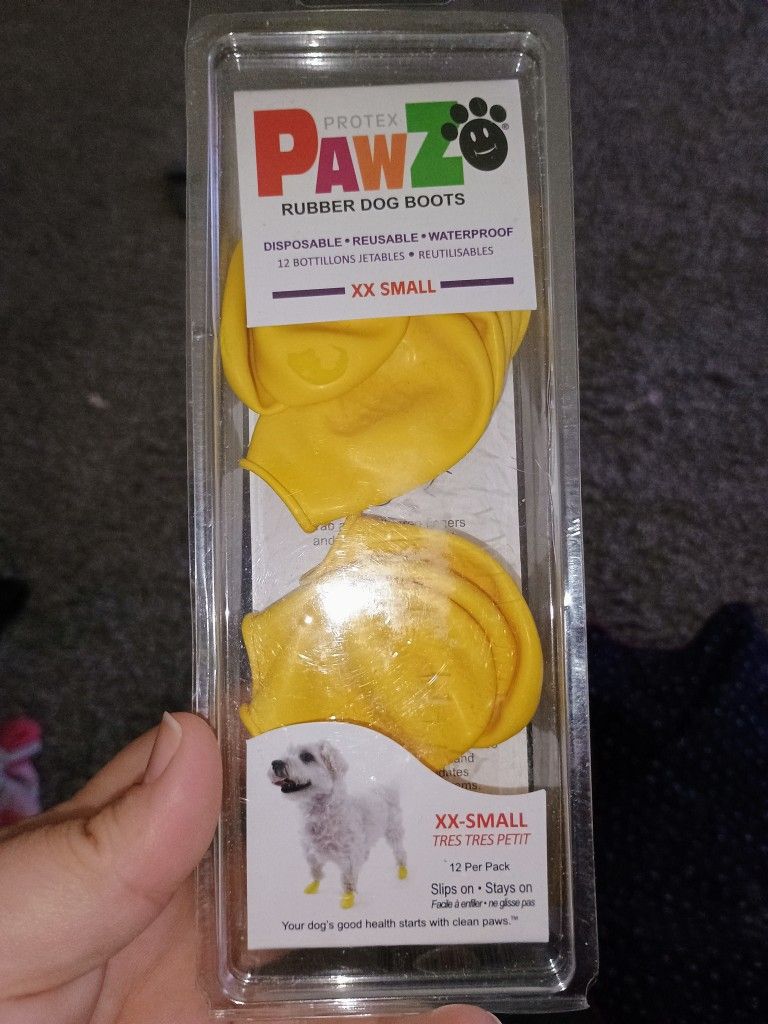 PROTEX
PAWZ®
RUBBER DOG BOOTS
DISPOSABLE • REUSABLE • WATERPROOF
12 BOTTILLONS JETABLES • REUTILISABLES
XX SMALL
and
and
XX-SMALL
TRES TRES PETIT
12 Per Pack
Slips on • Stays on
Facile à enfiler • ne glisse pas
Your dog's good health starts with clean paws.™